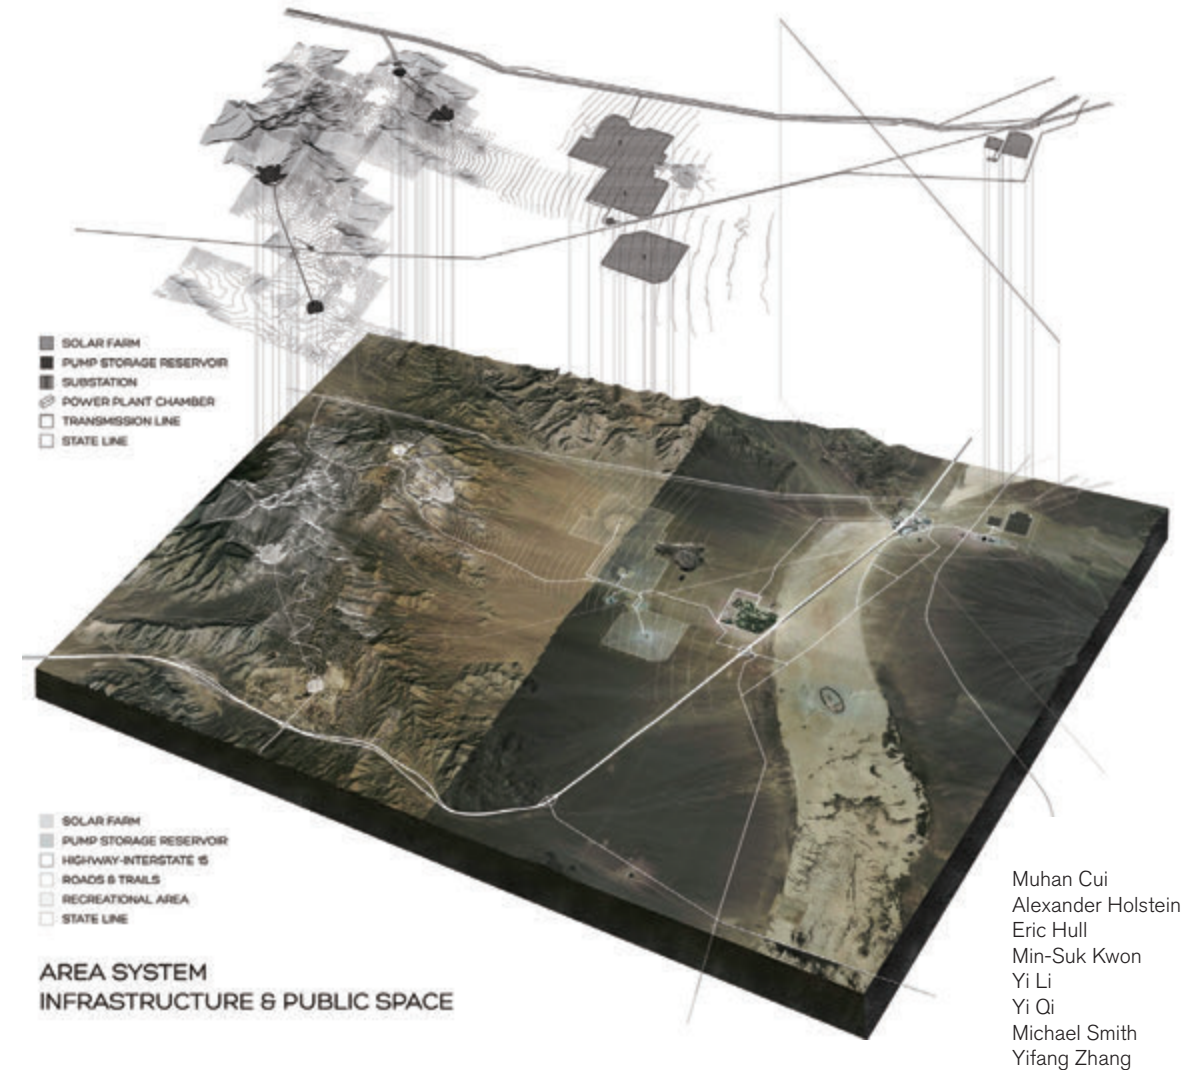 SOLAR FARM
PUMP STORAGE RESERVOIR
SUBSTATION
POWER PLANT CHAMBER
TRANSMISSION LINE
STATE LINE
SOLAR FARM
PUMP STORAGE RESERVOIR
HIGHWAY-INTERSTATE 15
ROADS & TRAILS
RECREATIONAL AREA
STATE LINE
AREA SYSTEM
INFRASTRUCTURE & PUBLIC SPACE
Muhan Cui
Alexander Holstein
Eric Hull
Min-Suk Kwon
Yi Li
Yi Qi
Michael Smith
Yifang Zhang